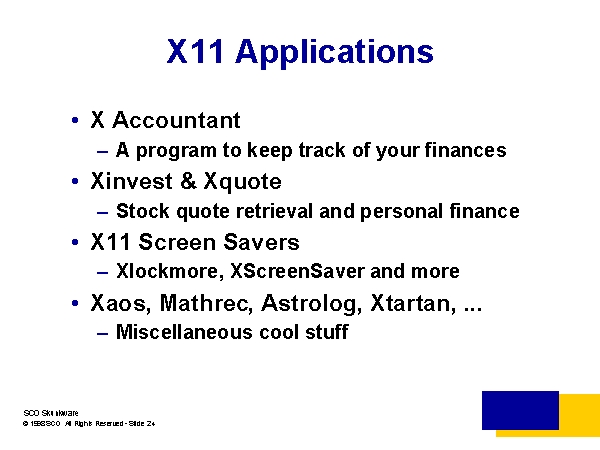 X11 Applications
• X Accountant
– A program to keep track of your finances
• Xinvest & Xquote
– Stock quote retrieval and personal finance
• X11 Screen Savers
– Xlockmore, XScreenSaver and more
• Xaos, Mathrec, Astrolog, Xtartan, ...
– Miscellaneous cool stuff
SCO Skunkware
© 1998 SCO All Rights Reserved - Slide 24